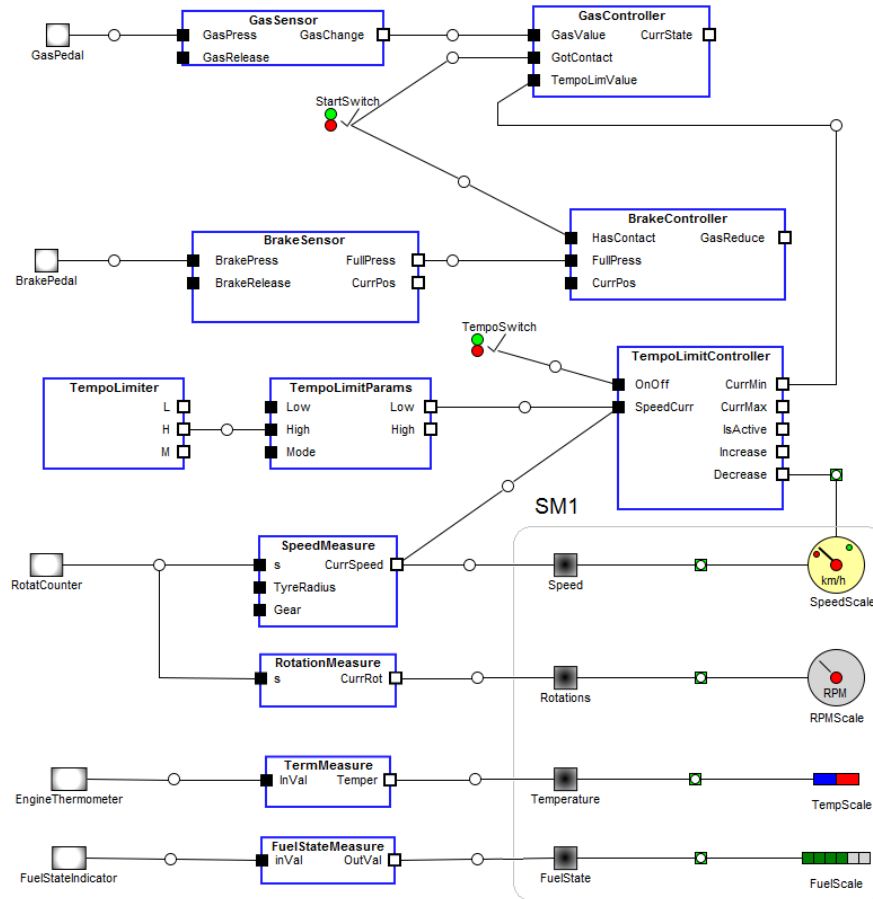 GasSensor
GasPress GasChange
GasRelease
GasPedal
GasController
GasValue CurrState
GotContact
TempoLimValue
StartSwitch
BrakeController
HasContact GasReduce
FullPress
CurrPos
BrakeSensor
BrakePress FullPress
BrakeRelease CurrPos
BrakePedal
TempoSwitch
TempoLimitController
OnOff CurrMin
SpeedCurr CurrMax
IsActive
Increase
Decrease
TempoLimiter
L
H
M
TempoLimitParams
Low Low
High High
Mode
SM1
SpeedMeasure
s CurrSpeed
TyreRadius
Gear
RotatCounter
Speed
km/h
SpeedScale
RotationMeasure
s CurrRot
Rotations
RPM
RPMScale
TermMeasure
InVal Temper
EngineThermometer
Temperature
TempScale
FuelStateMeasure
inVal OutVal
FuelStateIndicator
FuelState
FuelScale